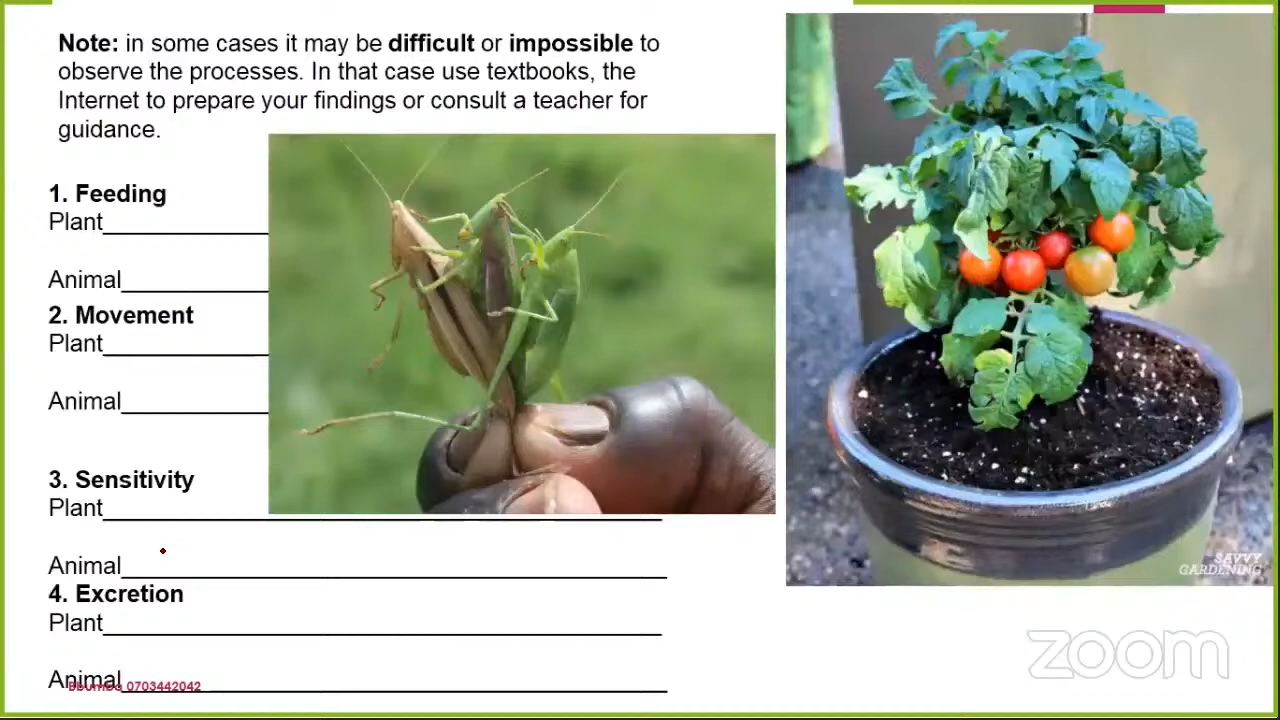 Note: in some cases it may be difficult or impossible to
observe the processes. In that case use textbooks, the
Internet to prepare your findings or consult a teacher for
guidance.
1. Feeding
Plant
Animal
2. Movement
Plant
Animal
3. Sensitivity
Plant
Animal
4. Excretion
Plant
Animal
Bbumba 0703442042
SAVVY
GARDENING
zoom